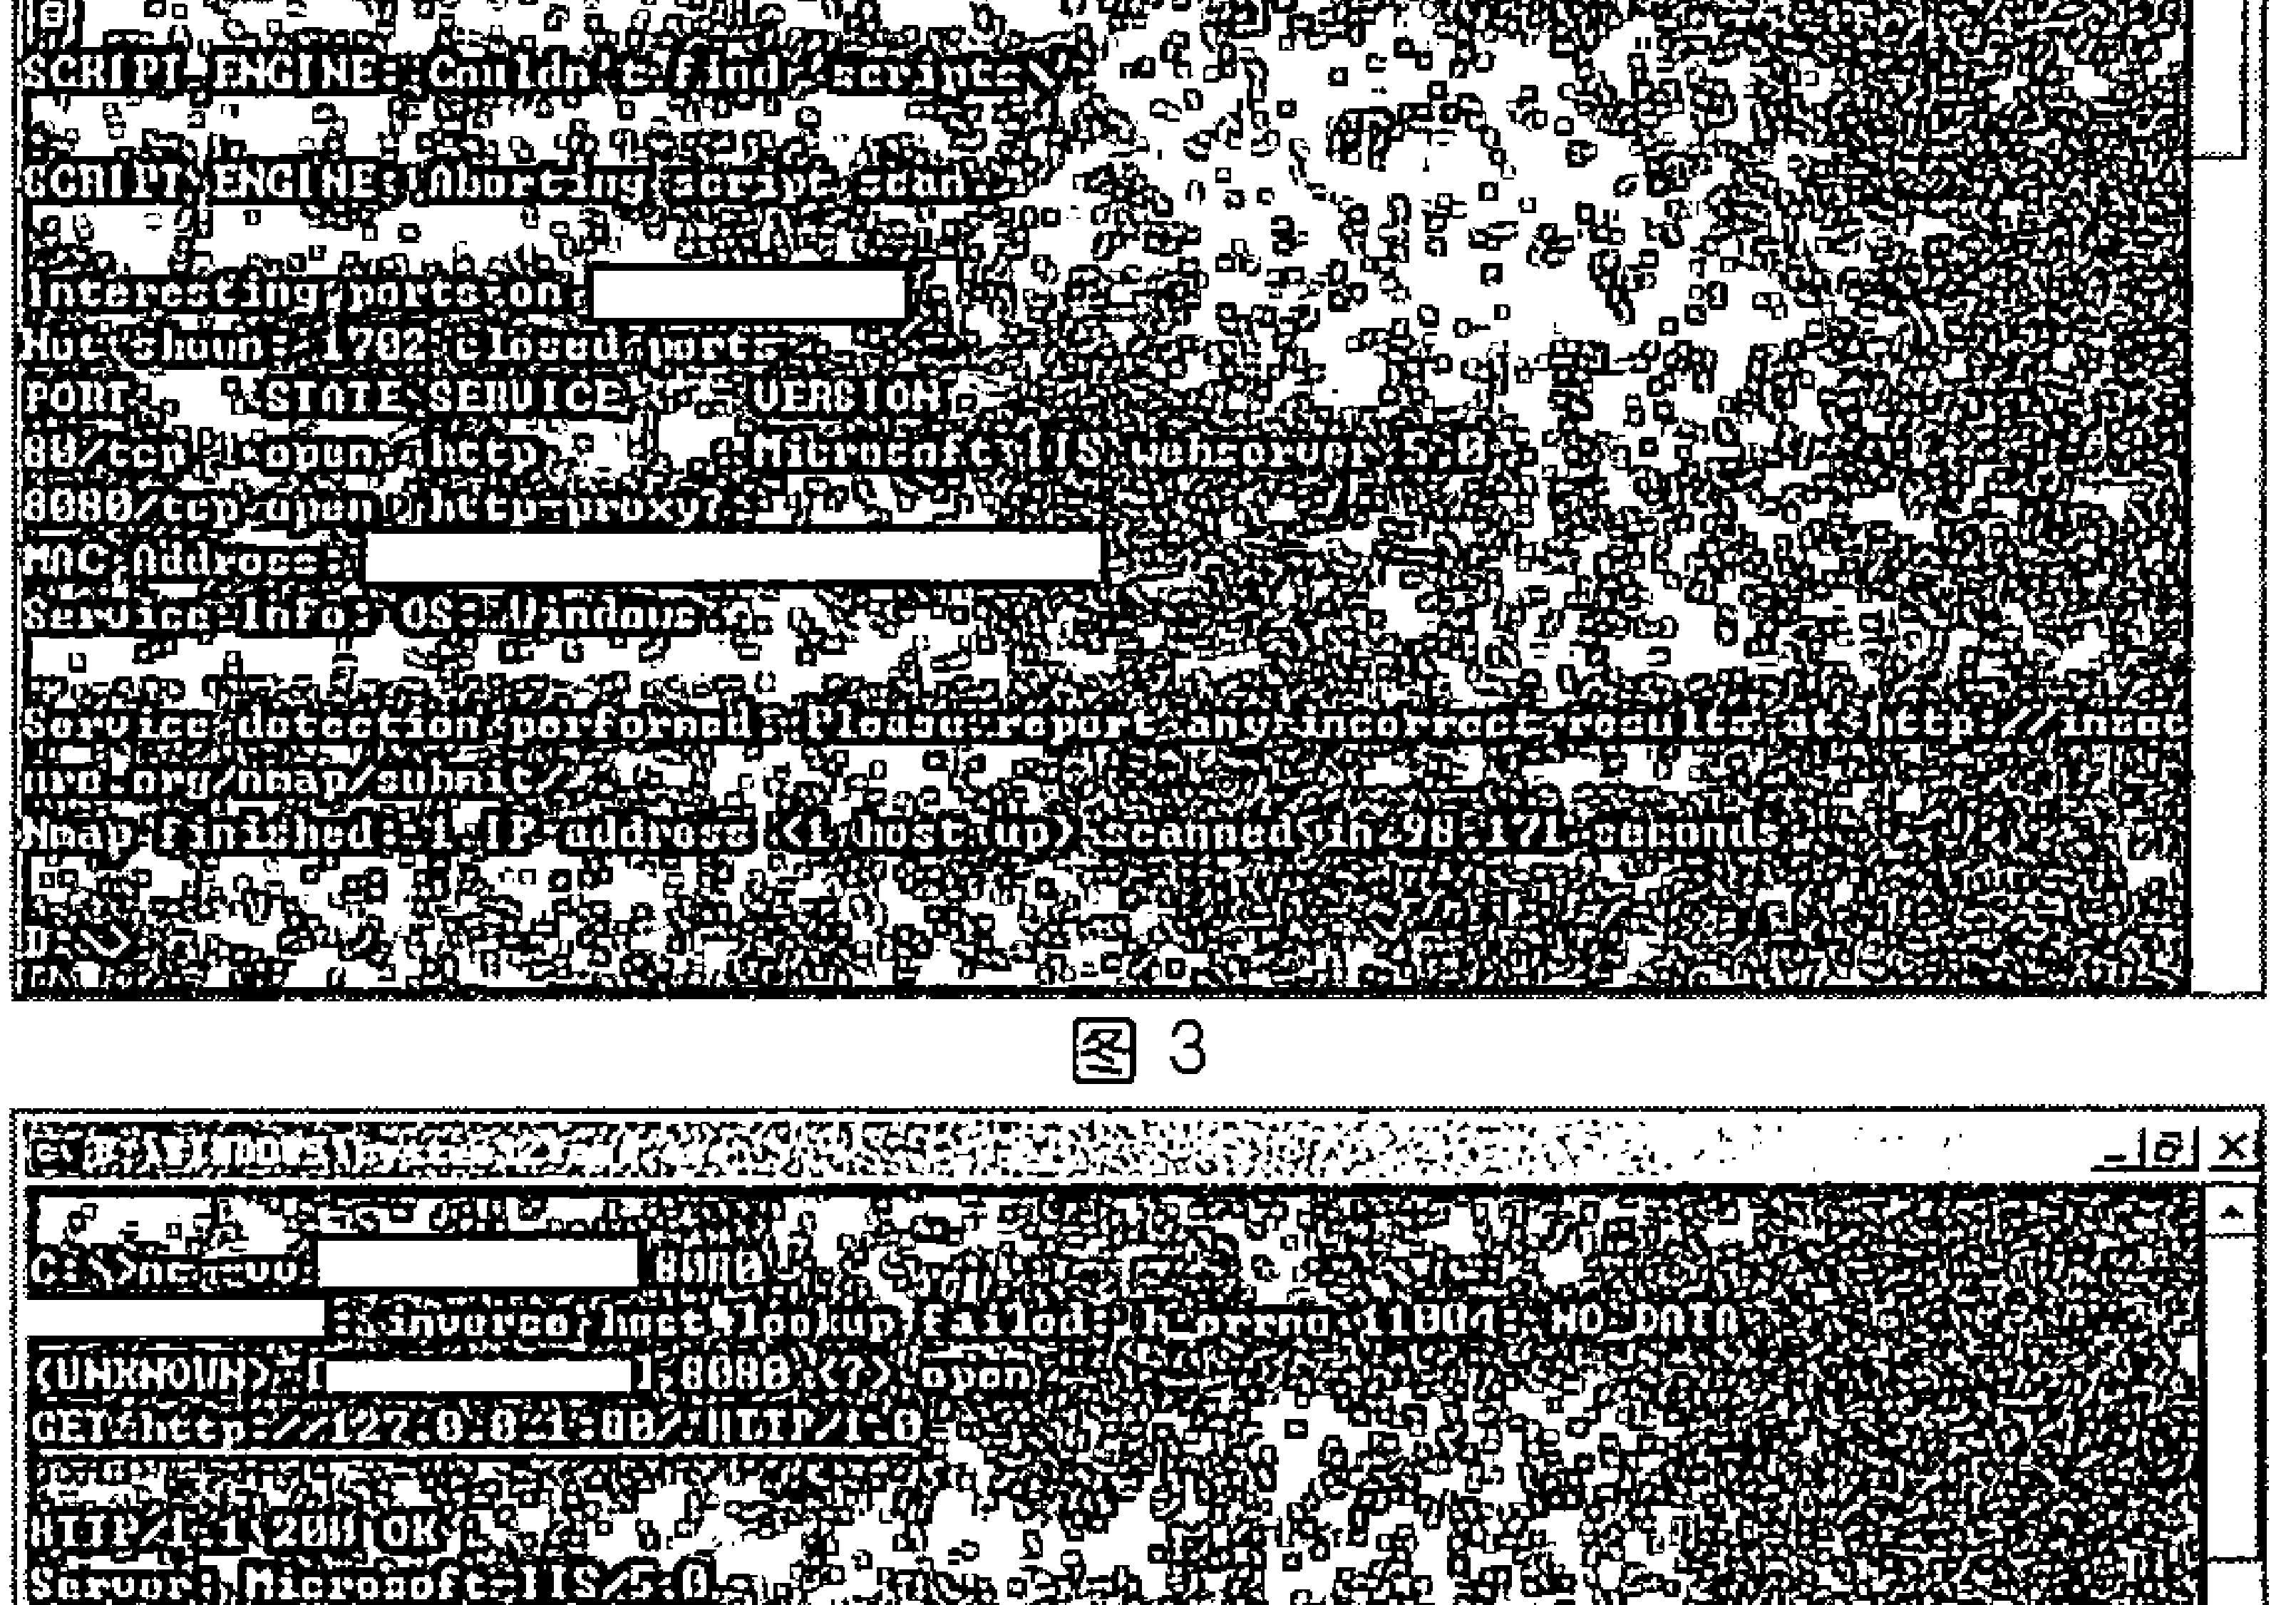 SCRIPT ENGINE: Couldn't find scripts\
SCRIPT ENGINE: Aborting script scan.
Interesting ports on
Not shown: 1702 closed ports
PORT STATE SERVICE VERSION
80/tcp open http Microsoft IIS webserver 5.0
8080/tcp open http-proxy?
MAC Address:
Service Info: OS: Windows
Service detection performed. Please report any incorrect results at http://insec
ure.org/nmap/submit/ .
Nmap finished: 1 IP address (1 host up) scanned in 98.171 seconds
D:\>
图 3
C:\>nc -vv 8080
: inverse host lookup failed: h_errno 11004: NO_DATA
(UNKNOWN) [ ] 8080 (?) open
GET http://127.0.0.1:80/ HTTP/1.0
HTTP/1.1 200 OK
Server: Microsoft-IIS/5.0